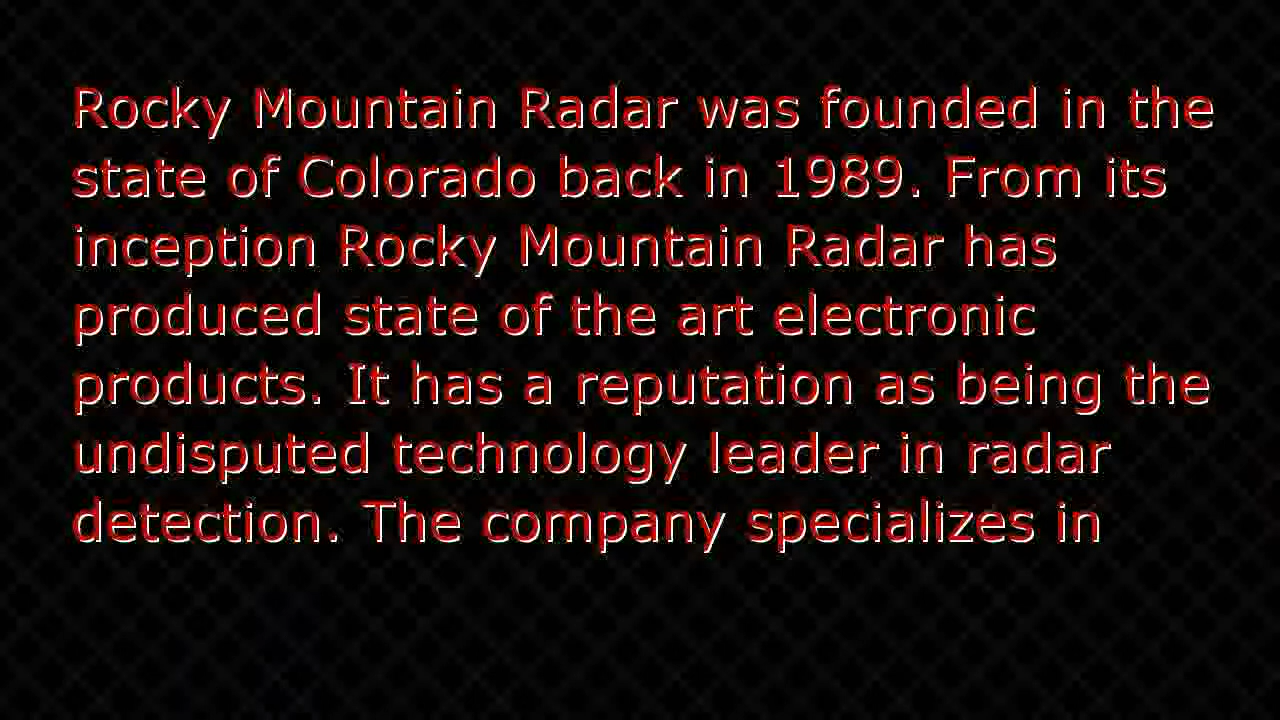 Rocky Mountain Radar was founded in the
state of Colorado back in 1989. From its
inception Rocky Mountain Radar has
produced state of the art electronic
products. It has a reputation as being the
undisputed technology leader in radar
detection. The company specializes in